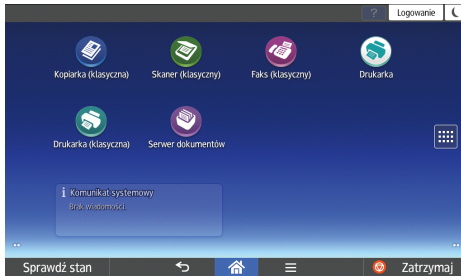 ? Logowanie
Kopiarka (klasyczna) Skaner (klasyczny) Faks (klasyczny) Drukarka
Drukarka (klasyczna) Serwer dokumentów
i Komunikat systemowy
Brak wiadomości.
Sprawdź stan Zatrzymaj